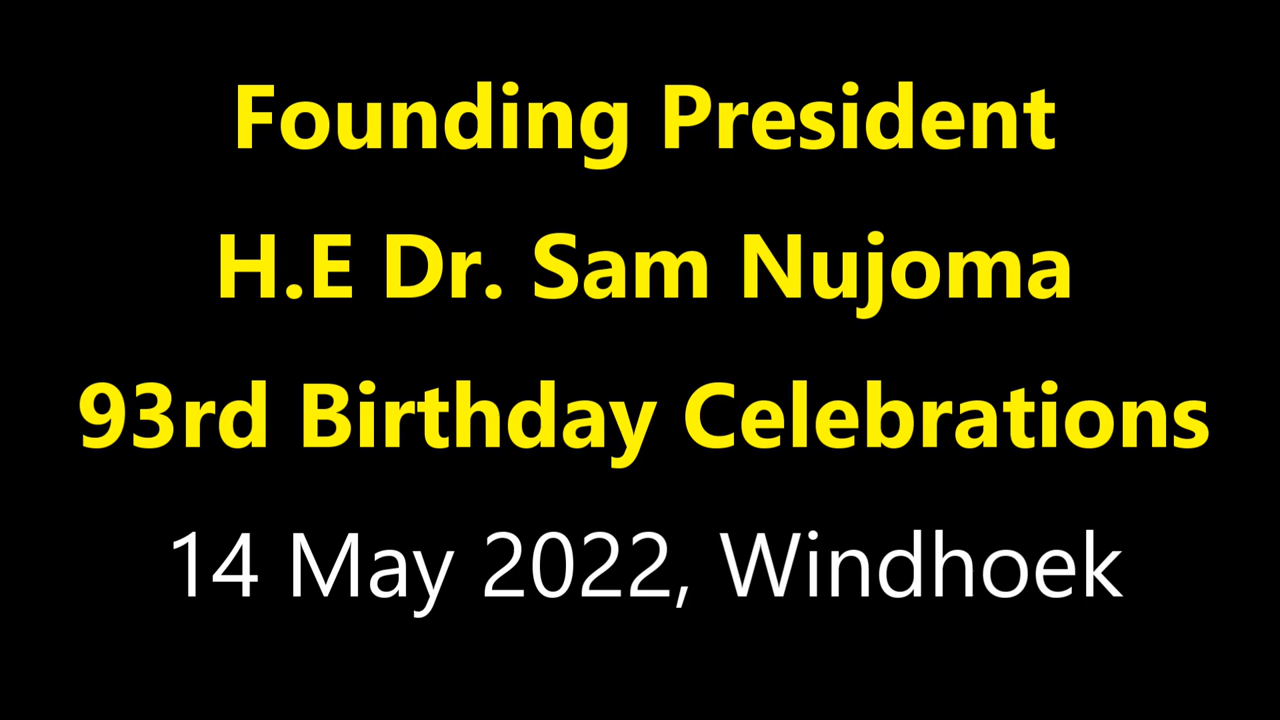 Founding President
H.E Dr. Sam Nujoma
93rd Birthday Celebrations
14 May 2022, Windhoek